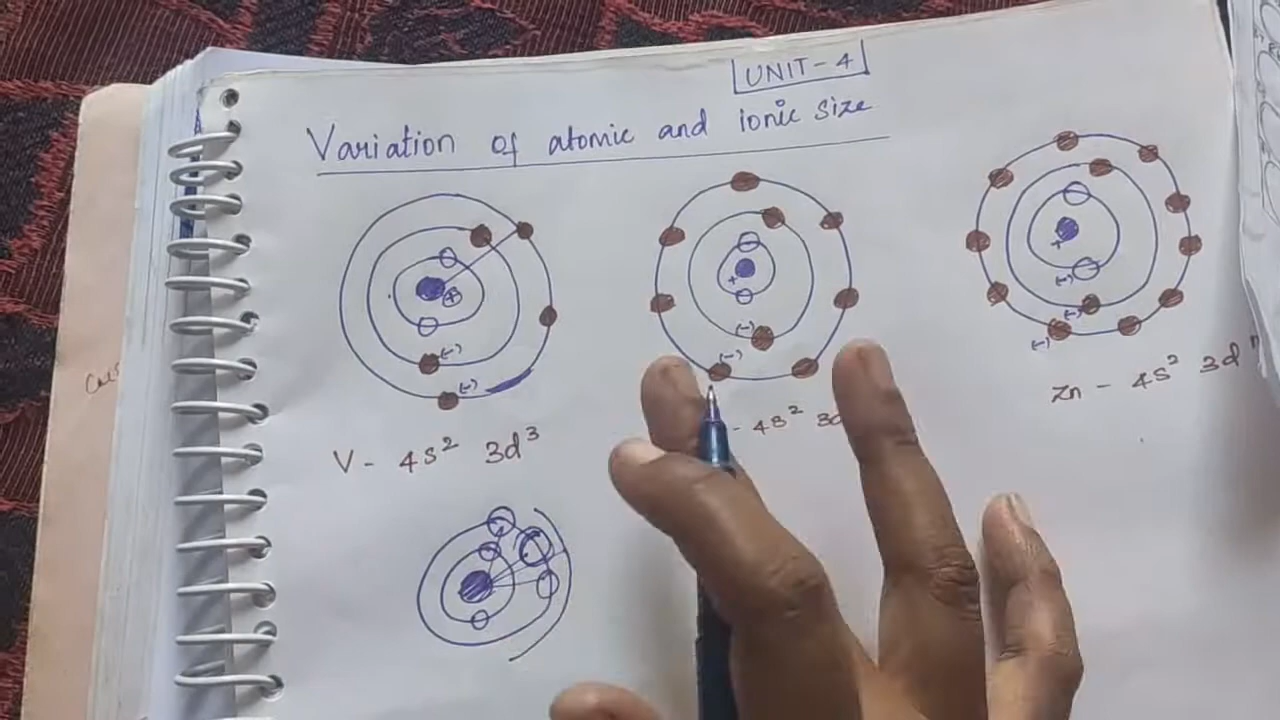 UNIT-4
Variation of atomic and ionic size
+
(-)
(-)
+
(-)
(-)
+
(-)
(-)
(-)
V - 4s² 3d³
- 4s² 3d
Zn - 4s² 3d